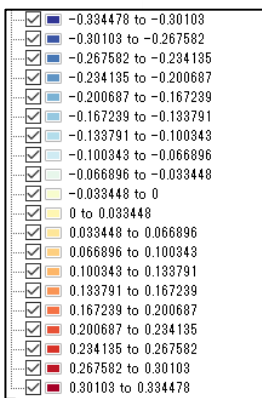 -0.334478 to -0.30103
-0.30103 to -0.267582
-0.267582 to -0.234135
-0.234135 to -0.200687
-0.200687 to -0.167239
-0.167239 to -0.133791
-0.133791 to -0.100343
-0.100343 to -0.066896
-0.066896 to -0.033448
-0.033448 to 0
0 to 0.033448
0.033448 to 0.066896
0.066896 to 0.100343
0.100343 to 0.133791
0.133791 to 0.167239
0.167239 to 0.200687
0.200687 to 0.234135
0.234135 to 0.267582
0.267582 to 0.30103
0.30103 to 0.334478